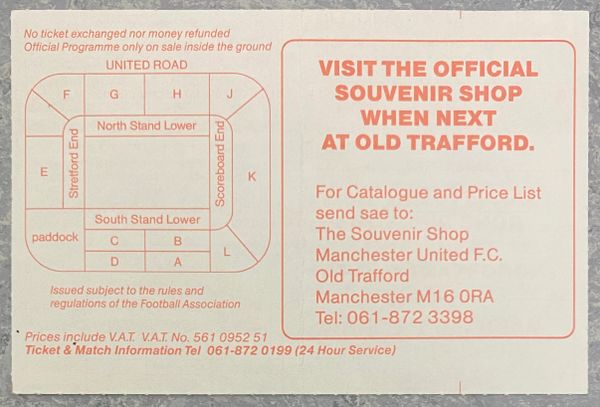 No ticket exchanged nor money refunded
Official Programme only on sale inside the ground
UNITED ROAD
F
G
H
J
North Stand Lower
E
Stretford End
Scoreboard End
K
South Stand Lower
paddock
C
B
D
A
L
Issued subject to the rules and
regulations of the Football Association
Prices include V.A.T. V.A.T. No. 561 0952 51
Ticket & Match Information Tel 061-872 0199 (24 Hour Service)
VISIT THE OFFICIAL
SOUVENIR SHOP
WHEN NEXT
AT OLD TRAFFORD.
For Catalogue and Price List
send sae to:
The Souvenir Shop
Manchester United F.C.
Old Trafford
Manchester M16 0RA
Tel: 061-872 3398